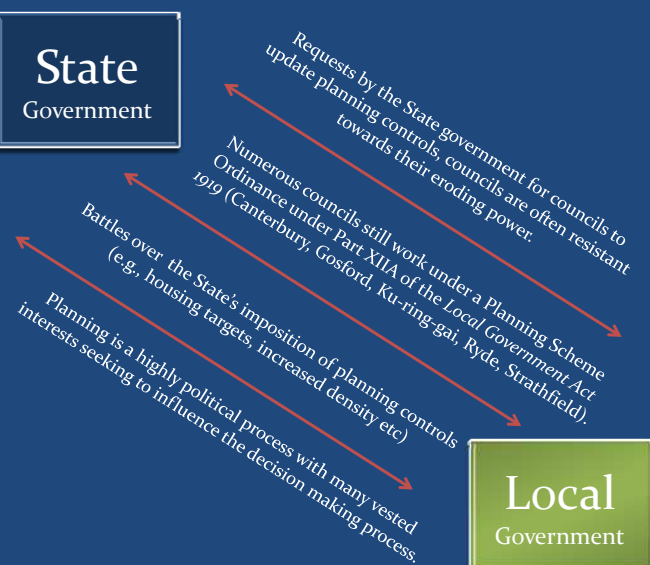 State
Government
Requests by the State government for councils to
update planning controls, councils are often resistant
towards their eroding power.
Numerous councils still work under a Planning Scheme
Ordinance under Part XIIA of the Local Government Act
1919 (Canterbury, Gosford, Ku-ring-gai, Ryde, Strathfield).
Battles over the State's imposition of planning controls
(e.g., housing targets, increased density etc)
Planning is a highly political process with many vested
interests seeking to influence the decision making process.
Local
Government